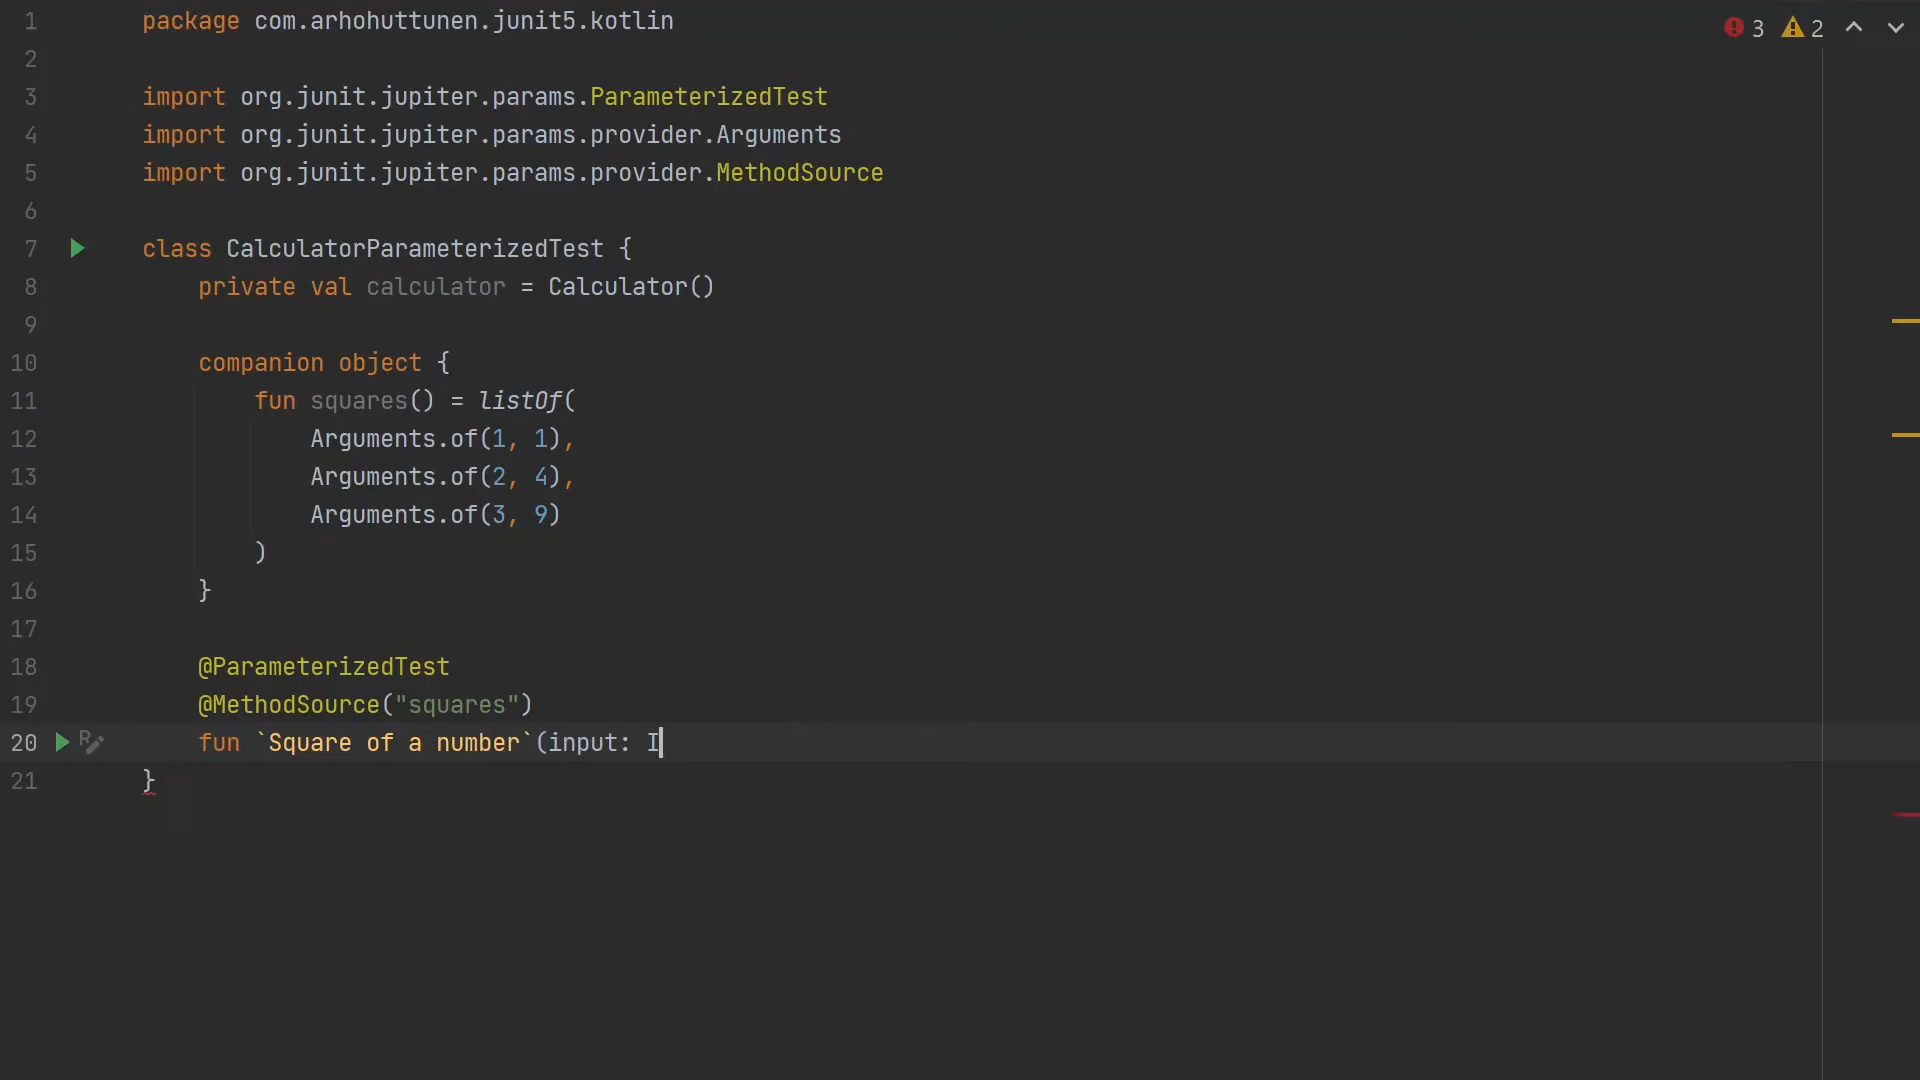 1 package com.arhohuttunen.junit5.kotlin
3 2
2
3 import org.junit.jupiter.params.ParameterizedTest
4 import org.junit.jupiter.params.provider.Arguments
5 import org.junit.jupiter.params.provider.MethodSource
6
7 class CalculatorParameterizedTest {
8 private val calculator = Calculator()
9
10 companion object {
11 fun squares() = listOf(
12 Arguments.of(1, 1),
13 Arguments.of(2, 4),
14 Arguments.of(3, 9)
15 )
16 }
17
18 @ParameterizedTest
19 @MethodSource("squares")
20 fun `Square of a number`(input: I
21 }